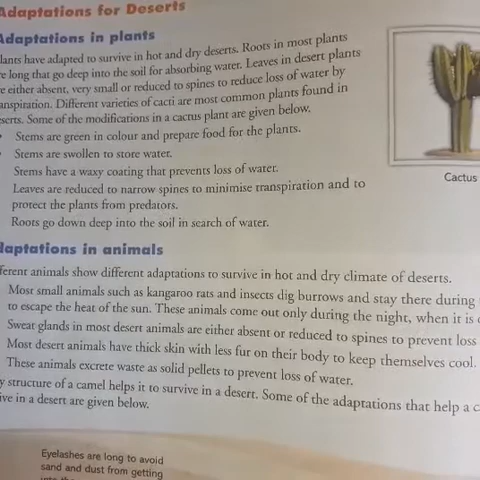 Adaptations for Deserts
Adaptations in plants
lants have adapted to survive in hot and dry deserts. Roots in most plants
re long that go deep into the soil for absorbing water. Leaves in desert plants
re either absent, very small or reduced to spines to reduce loss of water by
anspiration. Different varieties of cacti are most common plants found in
eserts. Some of the modifications in a cactus plant are given below.
• Stems are green in colour and prepare food for the plants.
• Stems are swollen to store water.
Stems have a waxy coating that prevents loss of water.
Leaves are reduced to narrow spines to minimise transpiration and to
protect the plants from predators.
Roots go down deep into the soil in search of water.
Cactus
daptations in animals
fferent animals show different adaptations to survive in hot and dry climate of deserts.
Most small animals such as kangaroo rats and insects dig burrows and stay there during
to escape the heat of the sun. These animals come out only during the night, when it is
Sweat glands in most desert animals are either absent or reduced to spines to prevent loss
Most desert animals have thick skin with less fur on their body to keep themselves cool.
These animals excrete waste as solid pellets to prevent loss of water.
y structure of a camel helps it to survive in a desert. Some of the adaptations that help a
ive in a desert are given below.
Eyelashes are long to avoid
sand and dust from getting